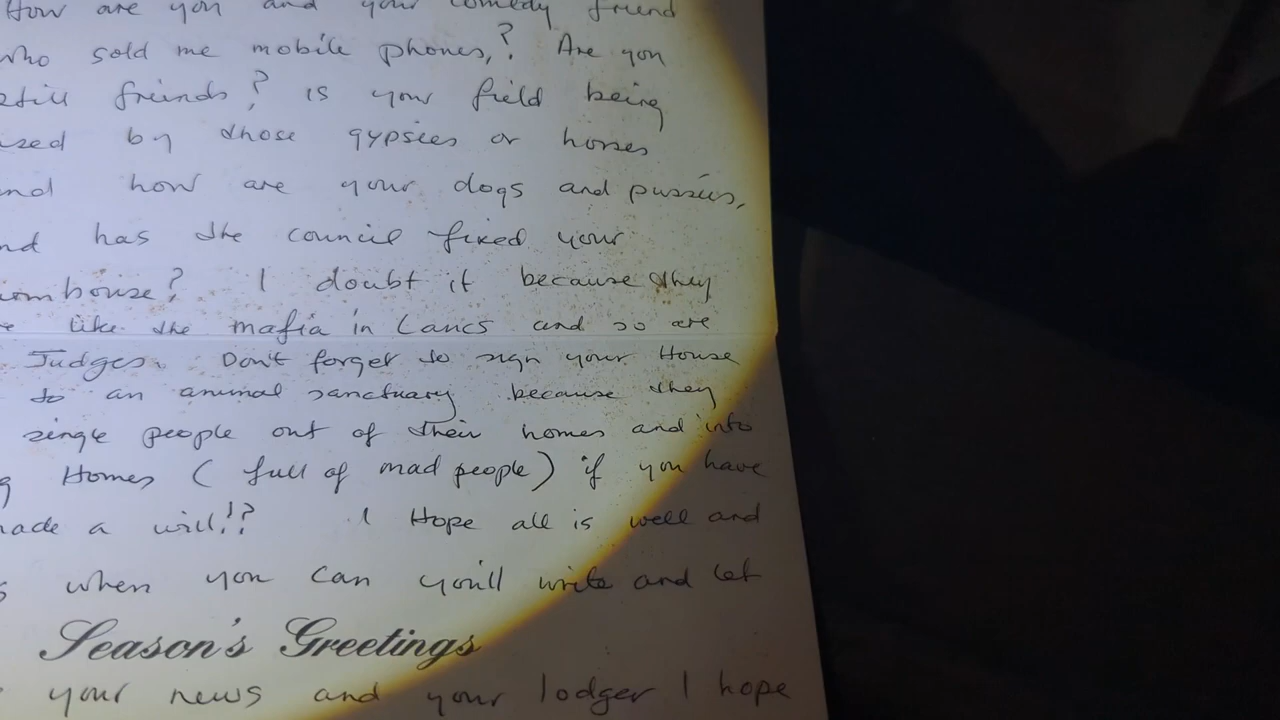 How are you and your comedy friend
who sold me mobile phones,? Are you
still friends? is your field being
used by those gypsies or horses
and how are your dogs and pussies,
and has the council fixed your
? I doubt it because they
like the mafia in Lancs and so are
Judges. Don't forget to sign your House
to an animal sanctuary because they
single people out of their homes and into
Homes (full of mad people) if you have
made a will!? I Hope all is well and
when you can you'll write and let
Season's Greetings
your news and your lodger I hope